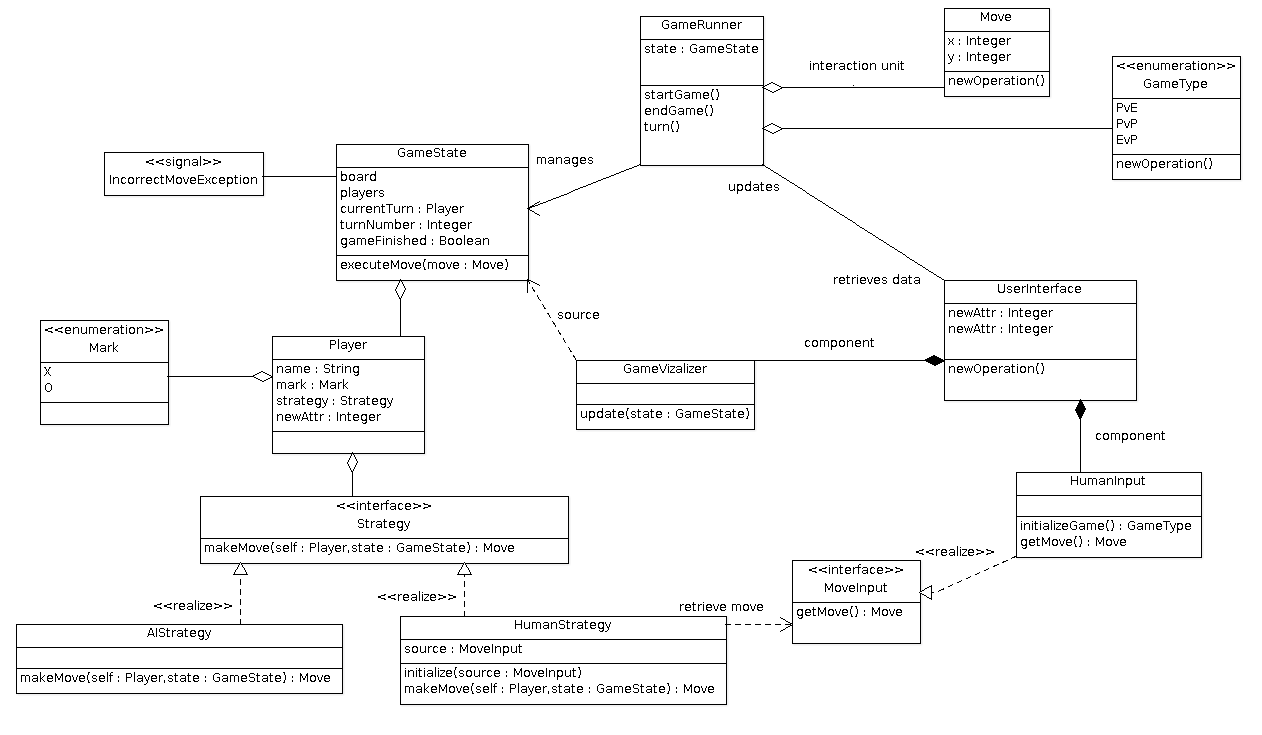 GameRunner
state : GameState
startGame()
endGame()
turn()
interaction unit
Move
x : Integer
y : Integer
newOperation()
<<enumeration>>
GameType
PvE
PvP
EvP
newOperation()
<<signal>>
IncorrectMoveException
GameState
board
players
currentTurn : Player
turnNumber : Integer
gameFinished : Boolean
executeMove(move : Move)
manages
updates
retrieves data
UserInterface
newAttr : Integer
newAttr : Integer
newOperation()
source
component
<<enumeration>>
Mark
X
O
Player
name : String
mark : Mark
strategy : Strategy
newAttr : Integer
GameVizalizer
update(state : GameState)
component
HumanInput
initializeGame() : GameType
getMove() : Move
<<interface>>
Strategy
makeMove(self : Player,state : GameState) : Move
<<realize>>
<<realize>>
<<realize>>
<<interface>>
MoveInput
getMove() : Move
retrieve move
AIStrategy
makeMove(self : Player,state : GameState) : Move
HumanStrategy
source : MoveInput
initialize(source : MoveInput)
makeMove(self : Player,state : GameState) : Move